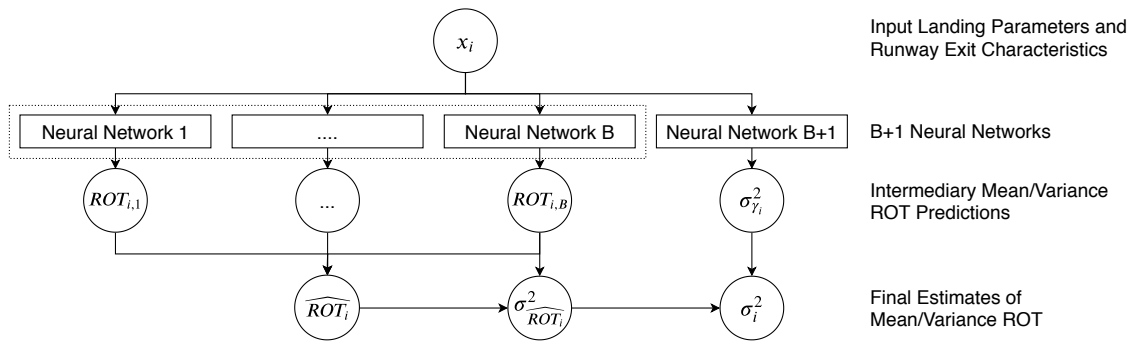 x_i
Input Landing Parameters and
Runway Exit Characteristics
Neural Network 1
....
Neural Network B
Neural Network B+1
B+1 Neural Networks
ROT_{i,1}
...
ROT_{i,B}
σ²_{γ_i}
Intermediary Mean/Variance
ROT Predictions
\widehat{ROT_i}
σ²_{\widehat{ROT_i}}
σ²_i
Final Estimates of
Mean/Variance ROT